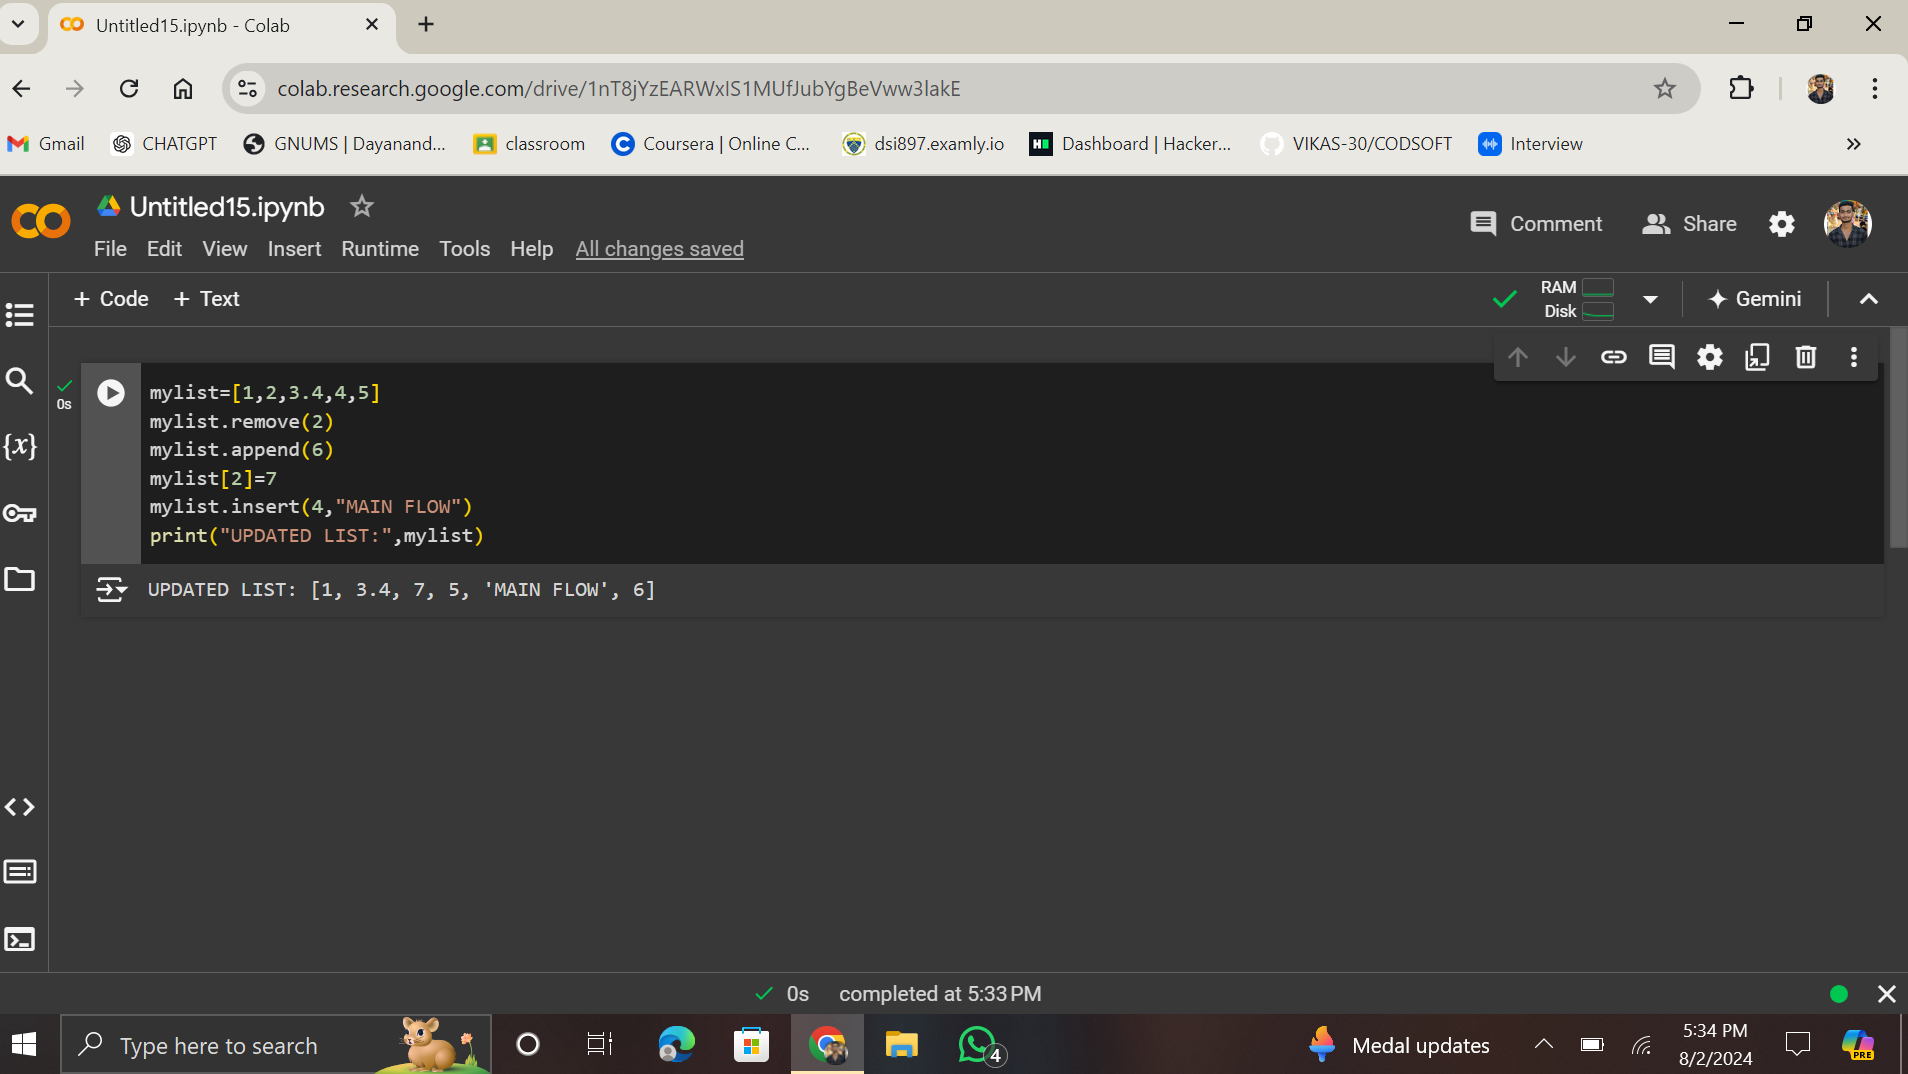 Untitled15.ipynb - Colab
colab.research.google.com/drive/1nT8jYzEARWxIS1MUfJubYgBeVww3lakE
Gmail CHATGPT GNUMS | Dayanand... classroom Coursera | Online C... dsi897.examly.io Dashboard | Hacker... VIKAS-30/CODSOFT Interview
Untitled15.ipynb
Comment Share
File Edit View Insert Runtime Tools Help All changes saved
+ Code + Text
RAM
Disk
Gemini
0s
mylist=[1,2,3.4,4,5]
mylist.remove(2)
mylist.append(6)
mylist[2]=7
mylist.insert(4,"MAIN FLOW")
print("UPDATED LIST:",mylist)
UPDATED LIST: [1, 3.4, 7, 5, 'MAIN FLOW', 6]
{x}
0s completed at 5:33 PM
Type here to search
4
Medal updates
5:34 PM
8/2/2024
PRE